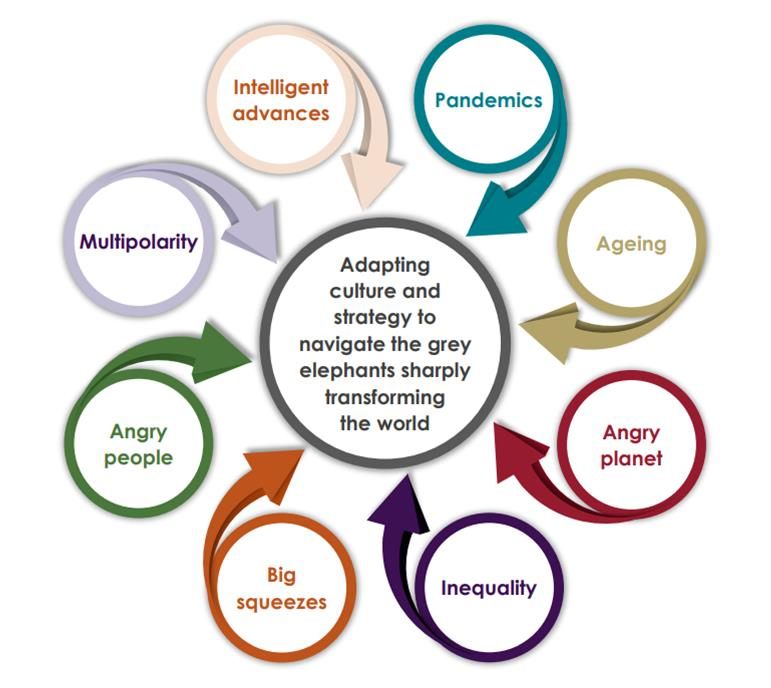 Intelligent
advances
Pandemics
Multipolarity
Ageing
Adapting
culture and
strategy to
navigate the grey
elephants sharply
transforming
the world
Angry
people
Angry
planet
Big
squeezes
Inequality